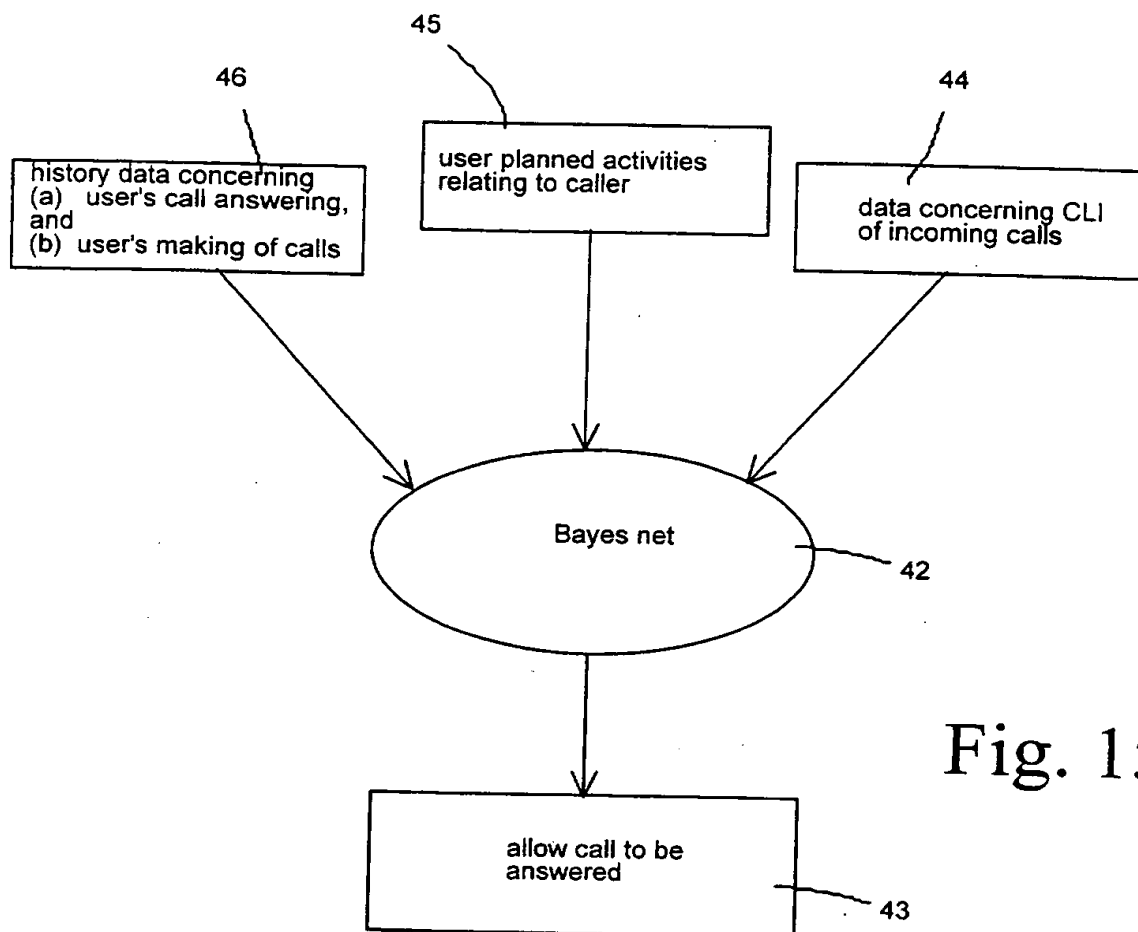 45
46
44
history data concerning
(a) user's call answering,
and
(b) user's making of calls
user planned activities
relating to caller
data concerning CLI
of incoming calls
Bayes net
42
Fig.
allow call to be
answered
43